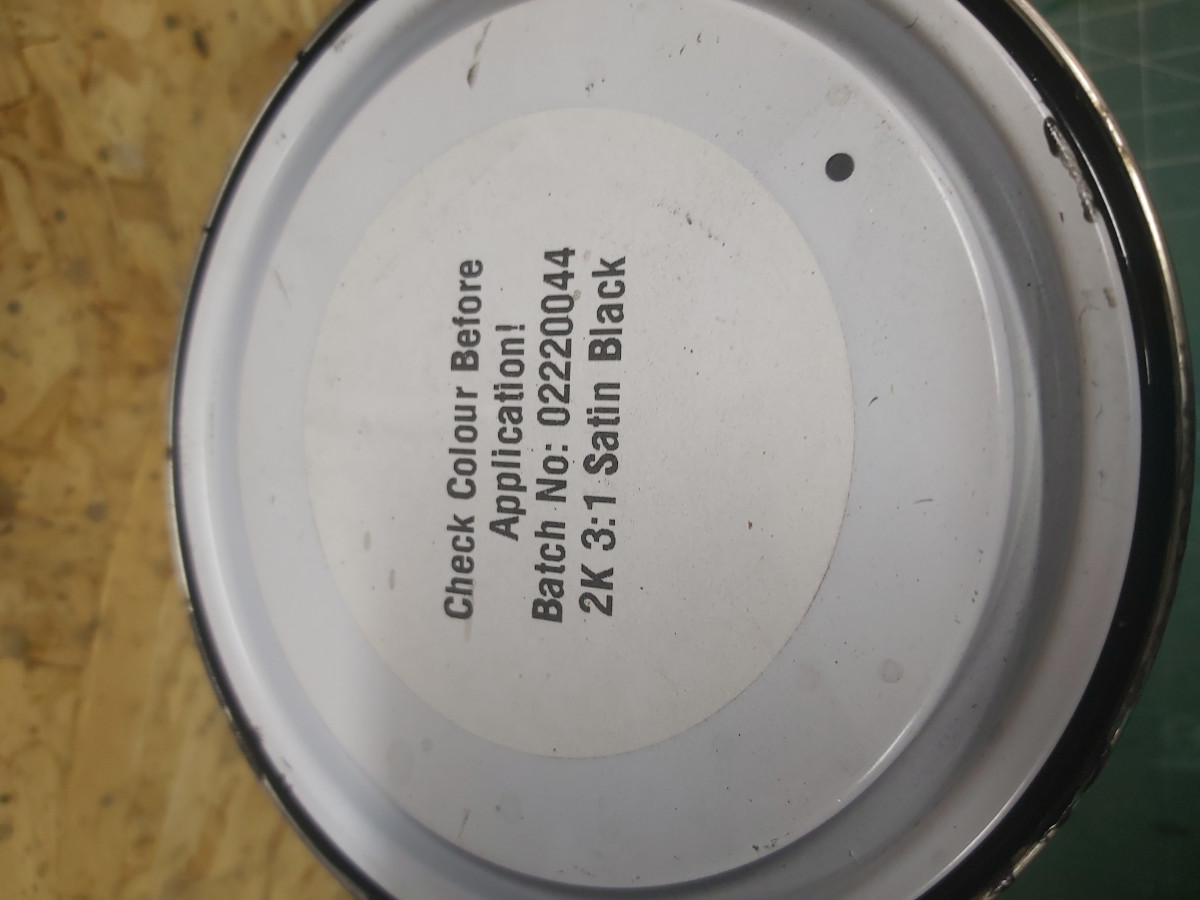 Check Colour Before
Application!
Batch No: 02220044
2K 3:1 Satin Black